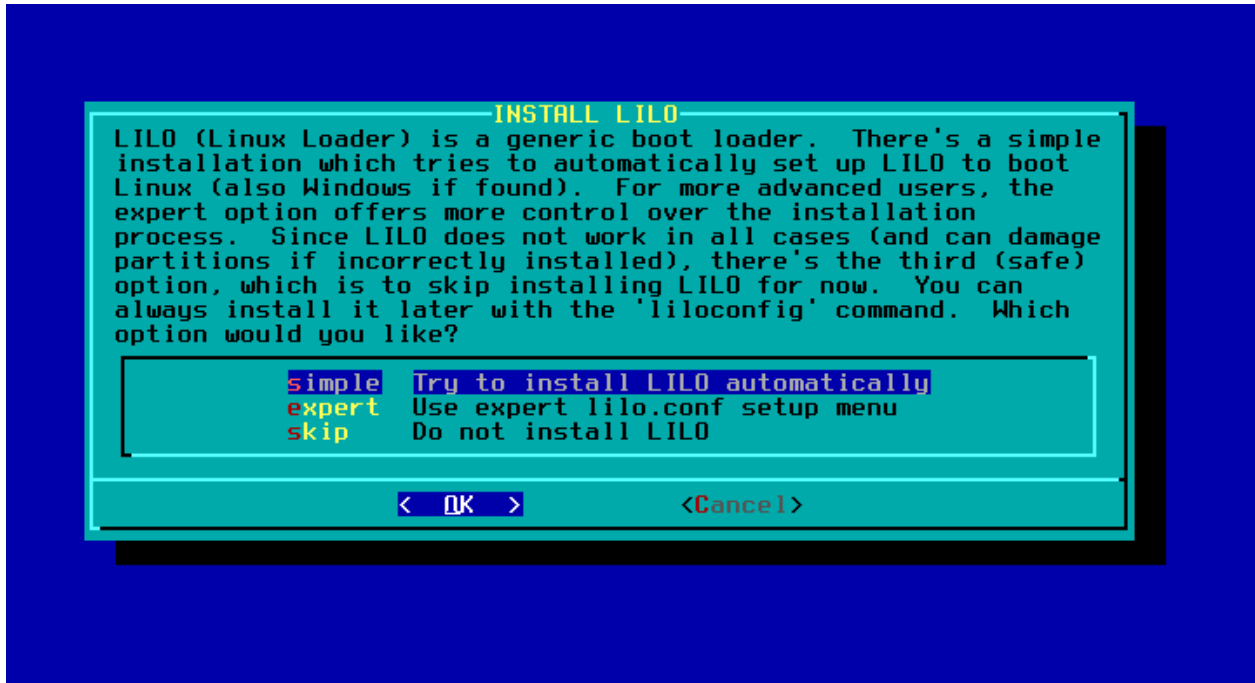 INSTALL LILO
LILO (Linux Loader) is a generic boot loader.  There's a simple
installation which tries to automatically set up LILO to boot
Linux (also Windows if found).  For more advanced users, the
expert option offers more control over the installation
process.  Since LILO does not work in all cases (and can damage
partitions if incorrectly installed), there's the third (safe)
option, which is to skip installing LILO for now.  You can
always install it later with the 'liloconfig' command.  Which
option would you like?
simple  Try to install LILO automatically
expert  Use expert lilo.conf setup menu
skip    Do not install LILO
<  OK  >          <Cancel>